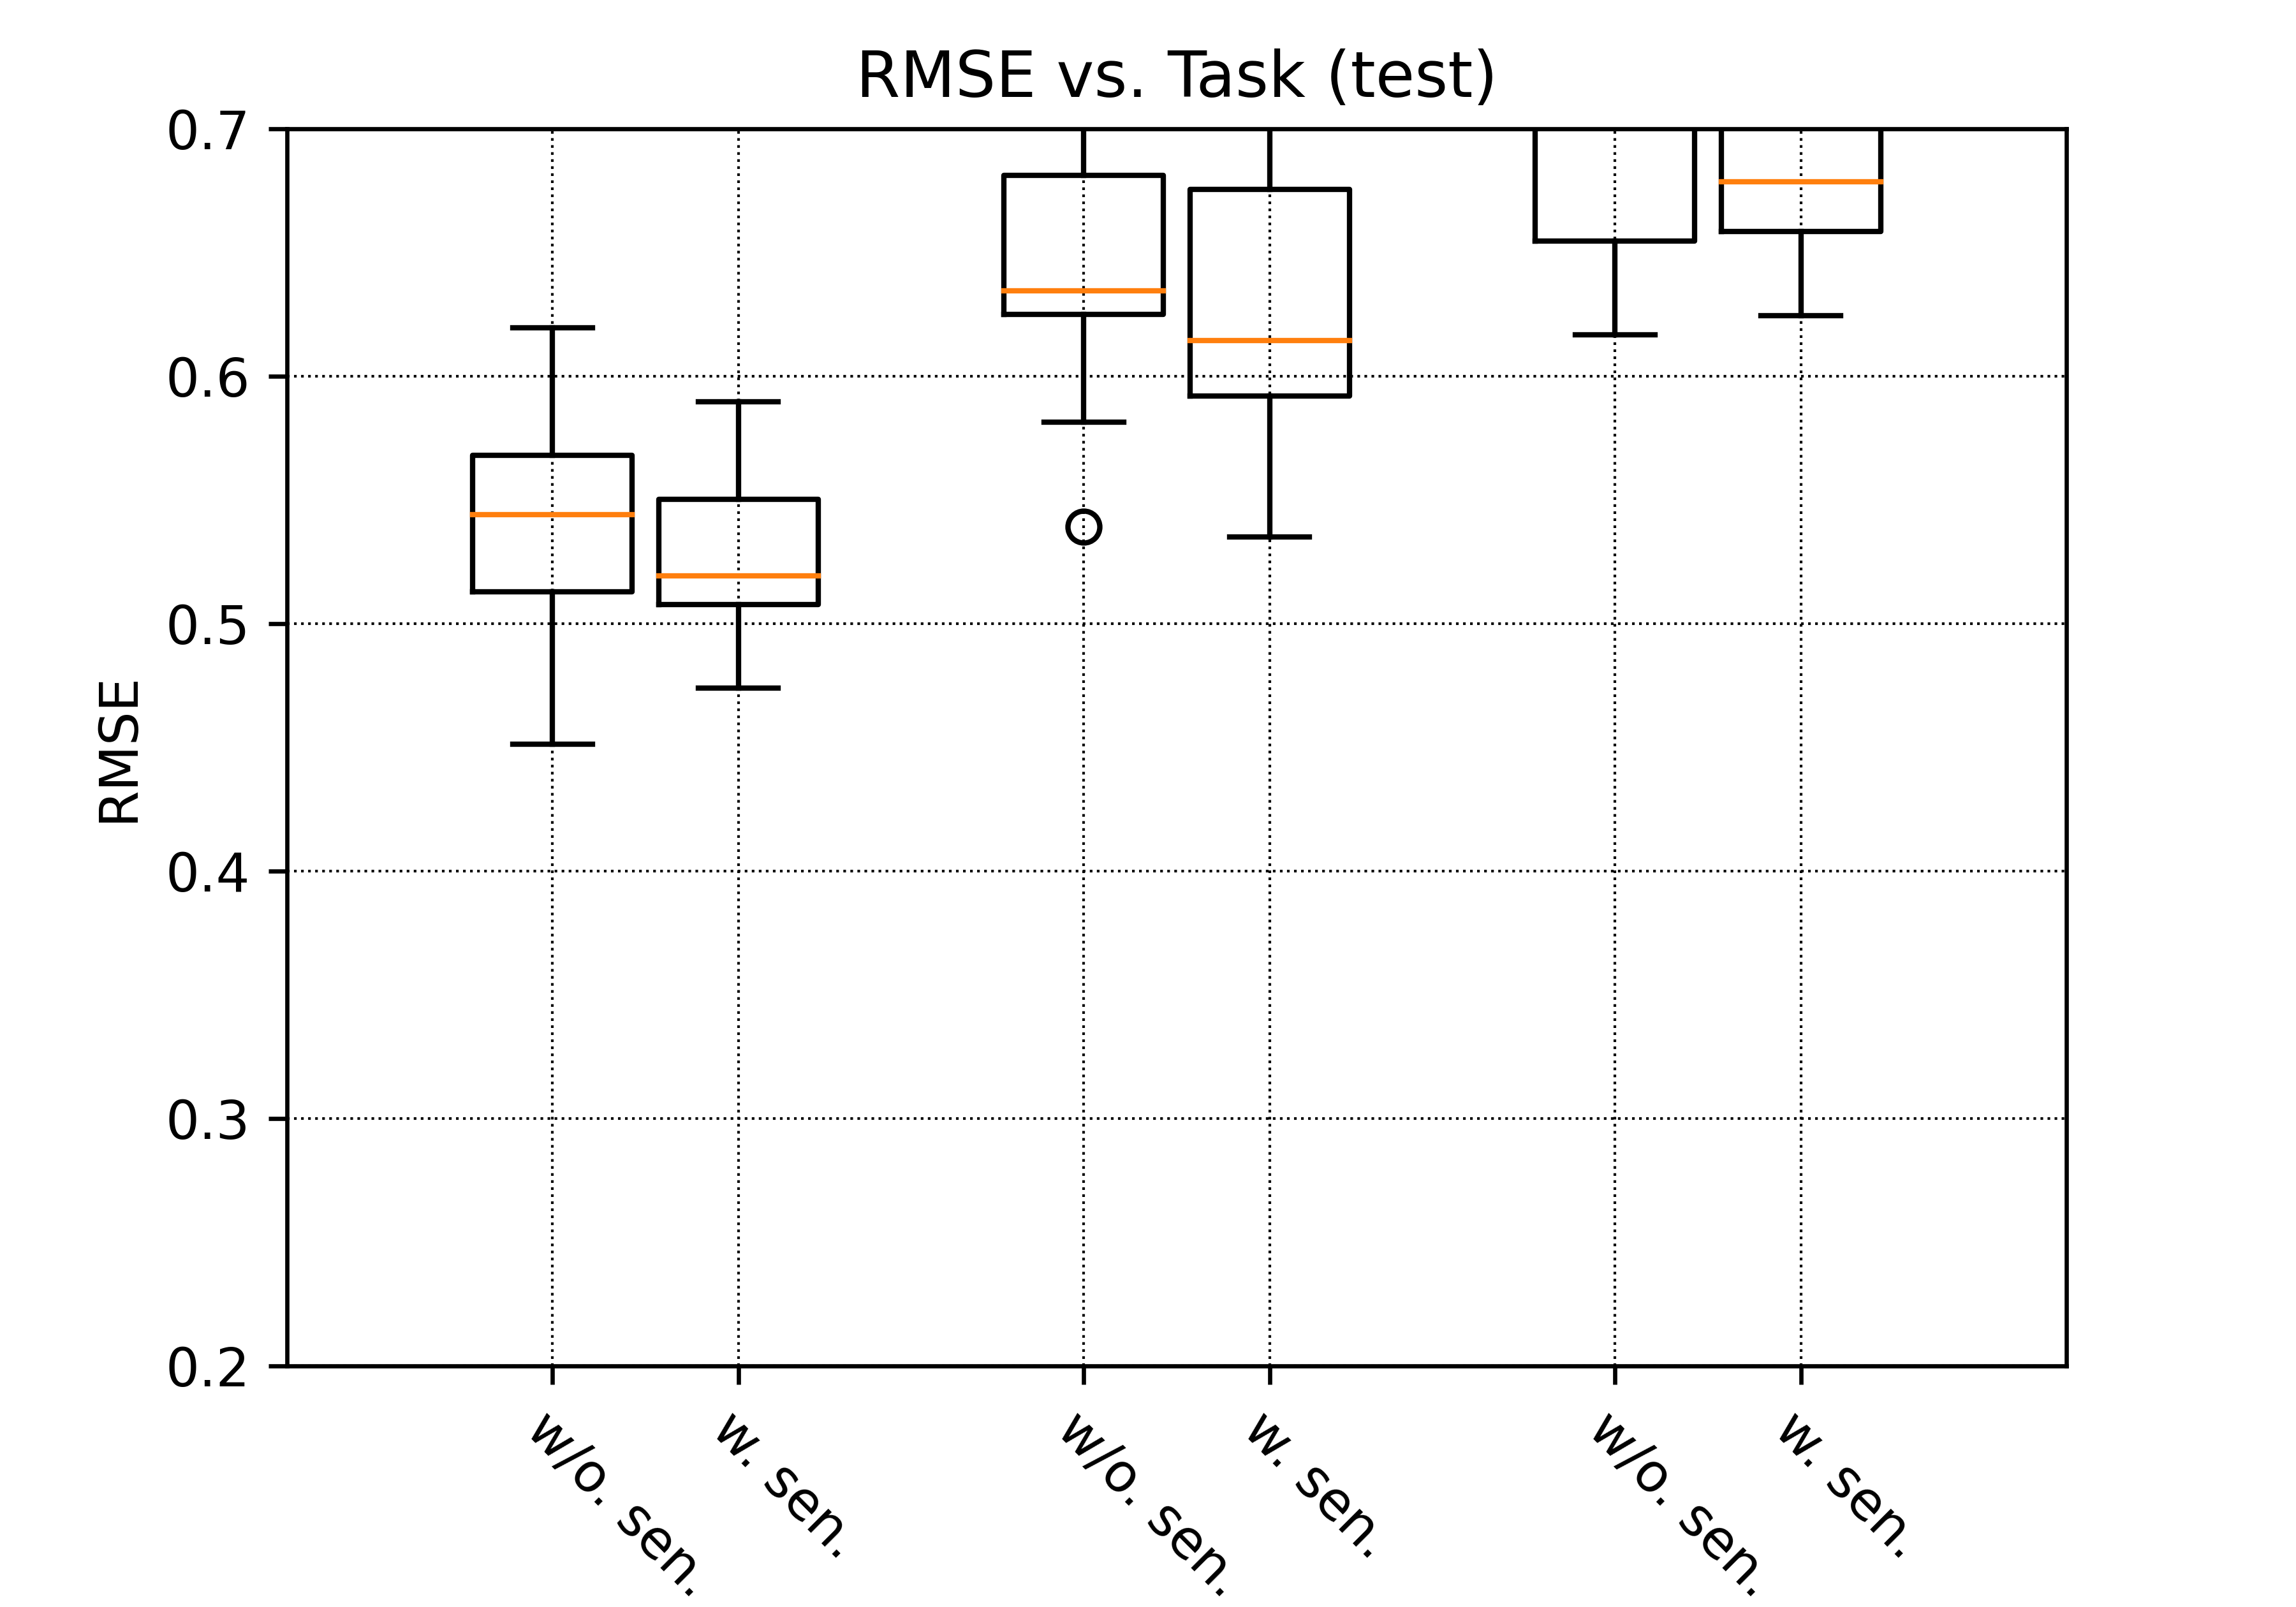 RMSE vs. Task (test)
0.7
0.6
0.5
0.4
0.3
0.2
RMSE
w/o. sen.
w. sen.
w/o. sen.
w. sen.
w/o. sen.
w. sen.